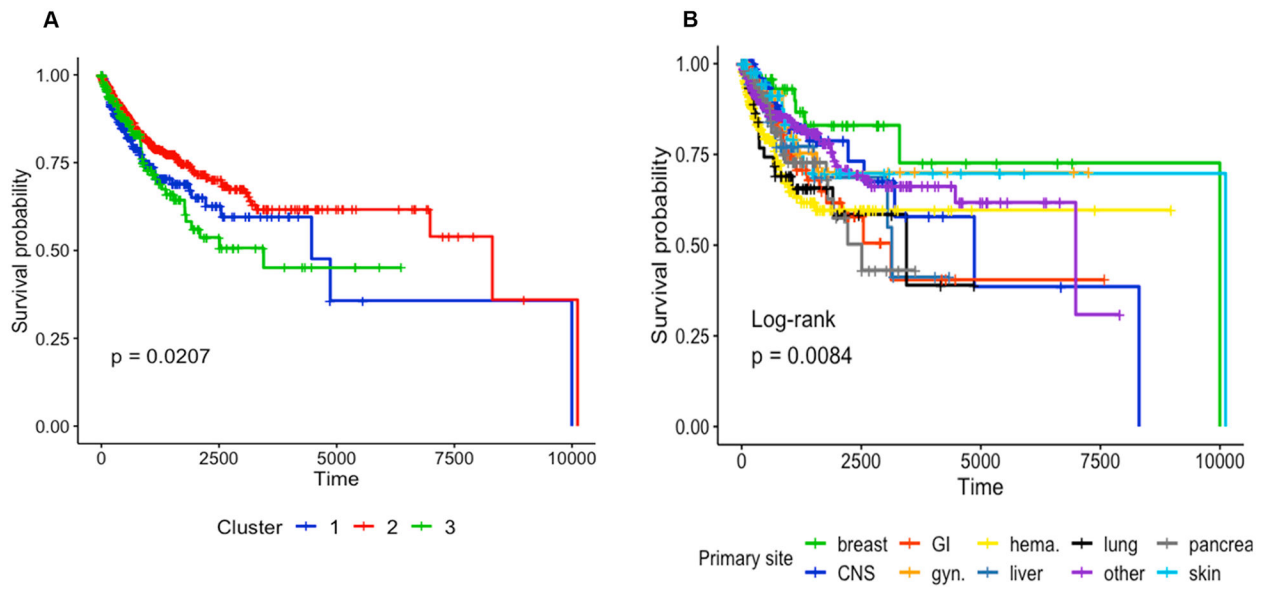 A
1.00
0.75
0.50
0.25
0.00
Survival probability
p = 0.0207
0 2500 5000 7500 10000
Time
Cluster 1 2 3
B
1.00
0.75
0.50
0.25
0.00
Survival probability
Log-rank
p = 0.0084
0 2500 5000 7500 10000
Time
Primary site
breast GI hema. lung pancrea
CNS gyn. liver other skin